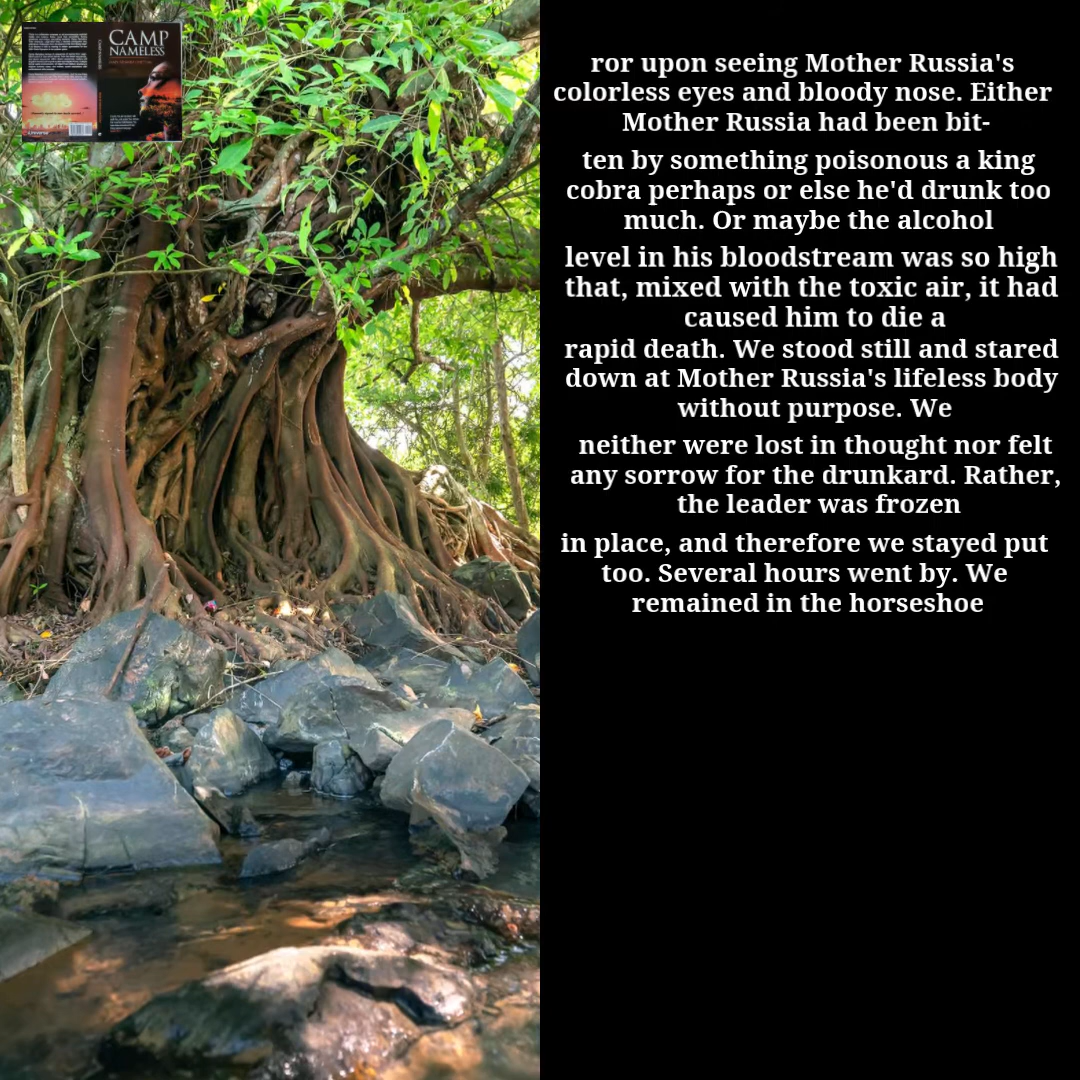 CAMP
NAMELESS
ror upon seeing Mother Russia's
colorless eyes and bloody nose. Either
Mother Russia had been bit-
ten by something poisonous a king
cobra perhaps or else he'd drunk too
much. Or maybe the alcohol
level in his bloodstream was so high
that, mixed with the toxic air, it had
caused him to die a
rapid death. We stood still and stared
down at Mother Russia's lifeless body
without purpose. We
neither were lost in thought nor felt
any sorrow for the drunkard. Rather,
the leader was frozen
in place, and therefore we stayed put
too. Several hours went by. We
remained in the horseshoe